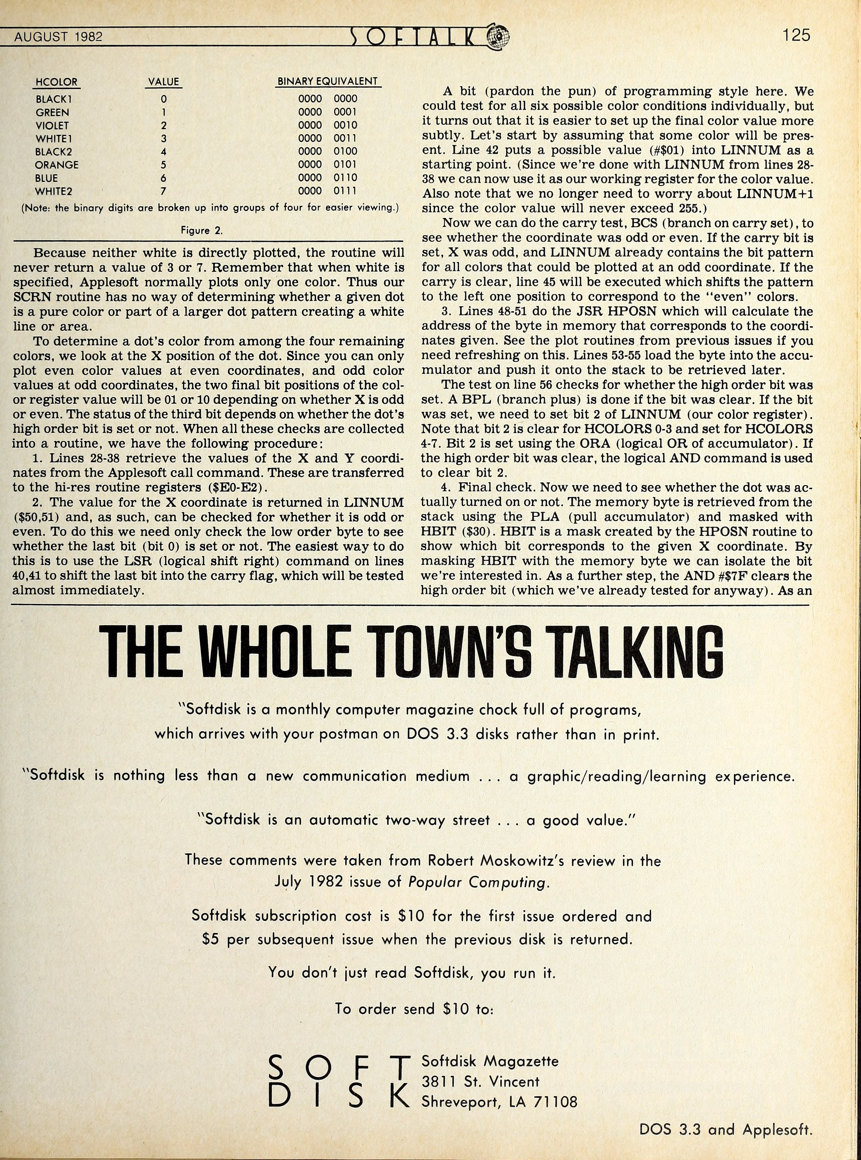 AUGUST 1982
SOFTALK
125
HCOLOR VALUE BINARY EQUIVALENT
BLACK1 0 0000 0000
GREEN 1 0000 0001
VIOLET 2 0000 0010
WHITE1 3 0000 0011
BLACK2 4 0000 0100
ORANGE 5 0000 0101
BLUE 6 0000 0110
WHITE2 7 0000 0111
(Note: the binary digits are broken up into groups of four for easier viewing.)
Figure 2.
Because neither white is directly plotted, the routine will
never return a value of 3 or 7. Remember that when white is
specified, Applesoft normally plots only one color. Thus our
SCRN routine has no way of determining whether a given dot
is a pure color or part of a larger dot pattern creating a white
line or area.
To determine a dot's color from among the four remaining
colors, we look at the X position of the dot. Since you can only
plot even color values at even coordinates, and odd color
values at odd coordinates, the two final bit positions of the col-
or register value will be 01 or 10 depending on whether X is odd
or even. The status of the third bit depends on whether the dot's
high order bit is set or not. When all these checks are collected
into a routine, we have the following procedure:
1. Lines 28-38 retrieve the values of the X and Y coordi-
nates from the Applesoft call command. These are transferred
to the hi-res routine registers ($E0-E2).
2. The value for the X coordinate is returned in LINNUM
($50,51) and, as such, can be checked for whether it is odd or
even. To do this we need only check the low order byte to see
whether the last bit (bit 0) is set or not. The easiest way to do
this is to use the LSR (logical shift right) command on lines
40,41 to shift the last bit into the carry flag, which will be tested
almost immediately.
A bit (pardon the pun) of programming style here. We
could test for all six possible color conditions individually, but
it turns out that it is easier to set up the final color value more
subtly. Let's start by assuming that some color will be pres-
ent. Line 42 puts a possible value (#$01) into LINNUM as a
starting point. (Since we're done with LINNUM from lines 28-
38 we can now use it as our working register for the color value.
Also note that we no longer need to worry about LINNUM+1
since the color value will never exceed 255.)
Now we can do the carry test, BCS (branch on carry set), to
see whether the coordinate was odd or even. If the carry bit is
set, X was odd, and LINNUM already contains the bit pattern
for all colors that could be plotted at an odd coordinate. If the
carry is clear, line 45 will be executed which shifts the pattern
to the left one position to correspond to the "even" colors.
3. Lines 48-51 do the JSR HPOSN which will calculate the
address of the byte in memory that corresponds to the coordi-
nates given. See the plot routines from previous issues if you
need refreshing on this. Lines 53-55 load the byte into the accu-
mulator and push it onto the stack to be retrieved later.
The test on line 56 checks for whether the high order bit was
set. A BPL (branch plus) is done if the bit was clear. If the bit
was set, we need to set bit 2 of LINNUM (our color register).
Note that bit 2 is clear for HCOLORS 0-3 and set for HCOLORS
4-7. Bit 2 is set using the ORA (logical OR of accumulator). If
the high order bit was clear, the logical AND command is used
to clear bit 2.
4. Final check. Now we need to see whether the dot was ac-
tually turned on or not. The memory byte is retrieved from the
stack using the PLA (pull accumulator) and masked with
HBIT ($30). HBIT is a mask created by the HPOSN routine to
show which bit corresponds to the given X coordinate. By
masking HBIT with the memory byte we can isolate the bit
we're interested in. As a further step, the AND #$7F clears the
high order bit (which we've already tested for anyway). As an
THE WHOLE TOWN'S TALKING
"Softdisk is a monthly computer magazine chock full of programs,
which arrives with your postman on DOS 3.3 disks rather than in print.
"Softdisk is nothing less than a new communication medium ... a graphic/reading/learning experience.
"Softdisk is an automatic two-way street ... a good value."
These comments were taken from Robert Moskowitz's review in the
July 1982 issue of Popular Computing.
Softdisk subscription cost is $10 for the first issue ordered and
$5 per subsequent issue when the previous disk is returned.
You don't just read Softdisk, you run it.
To order send $10 to:
SOFT
DISK
Softdisk Magazette
3811 St. Vincent
Shreveport, LA 71108
DOS 3.3 and Applesoft.